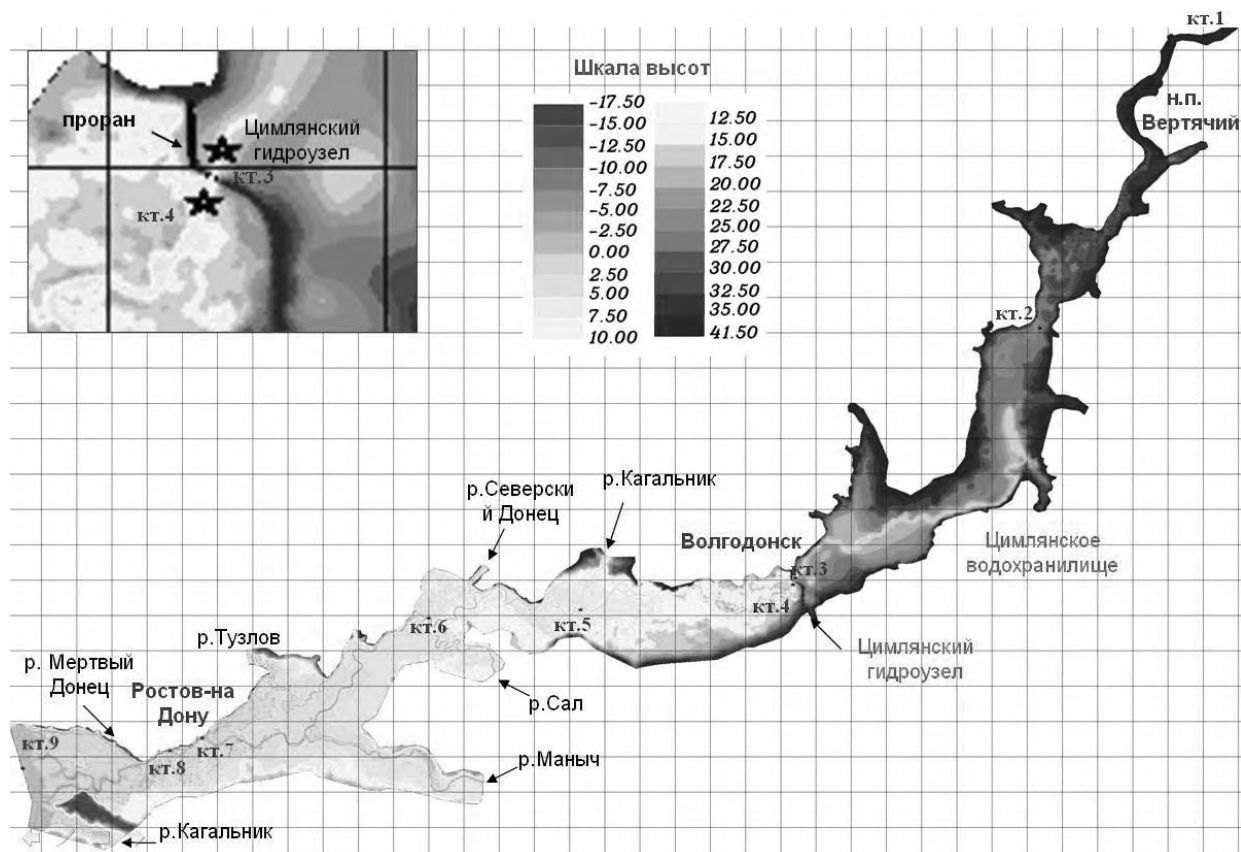 кт.1
Шкала высот
-17.50
-15.00
-12.50
-10.00
-7.50
-5.00
-2.50
0.00
2.50
5.00
7.50
10.00
12.50
15.00
17.50
20.00
22.50
25.00
27.50
30.00
32.50
35.00
41.50
проран
Цимлянский
гидроузел
кт.3
кт.4
н.п.
Вертячий
кт.2
р.Северски
й Донец
р.Кагальник
Волгодонск
Цимлянское
водохранилище
кт.3
кт.4
кт.5
кт.6
Цимлянский
гидроузел
р.Тузлов
р. Мертвый
Донец
Ростов-на
Дону
р.Сал
кт.9
кт.7
кт.8
р.Маныч
р.Кагальник